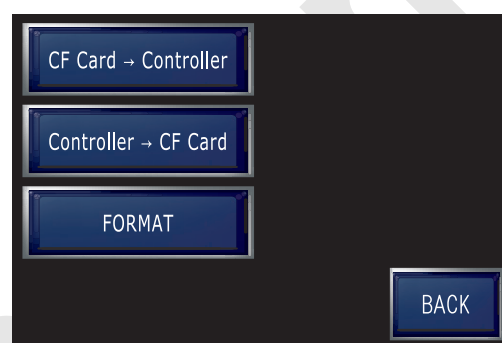 CF Card → Controller
Controller → CF Card
FORMAT
BACK